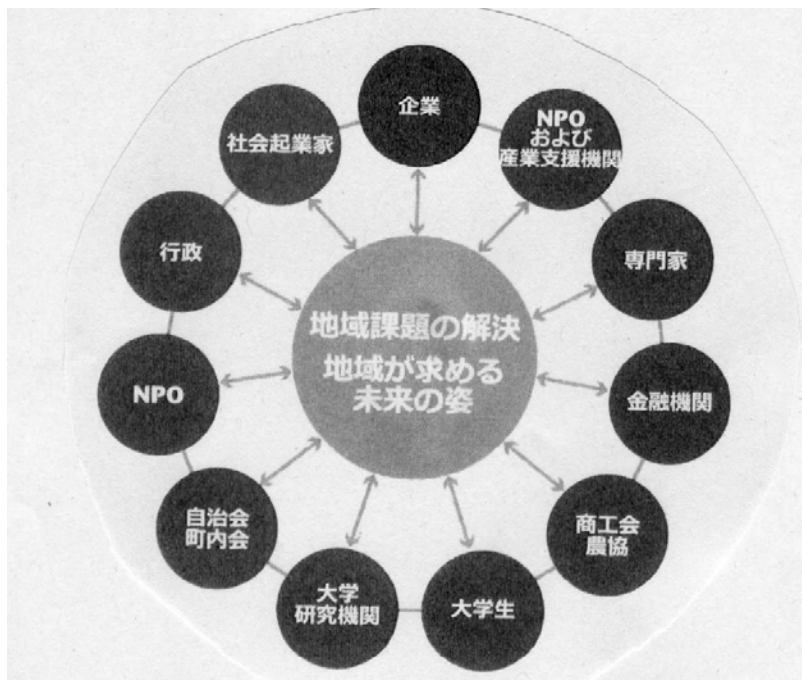 企業
NPO
および
産業支援機関
専門家
金融機関
商工会
農協
大学生
大学
研究機関
自治会
町内会
NPO
行政
社会起業家
地域課題の解決
地域が求める
未来の姿